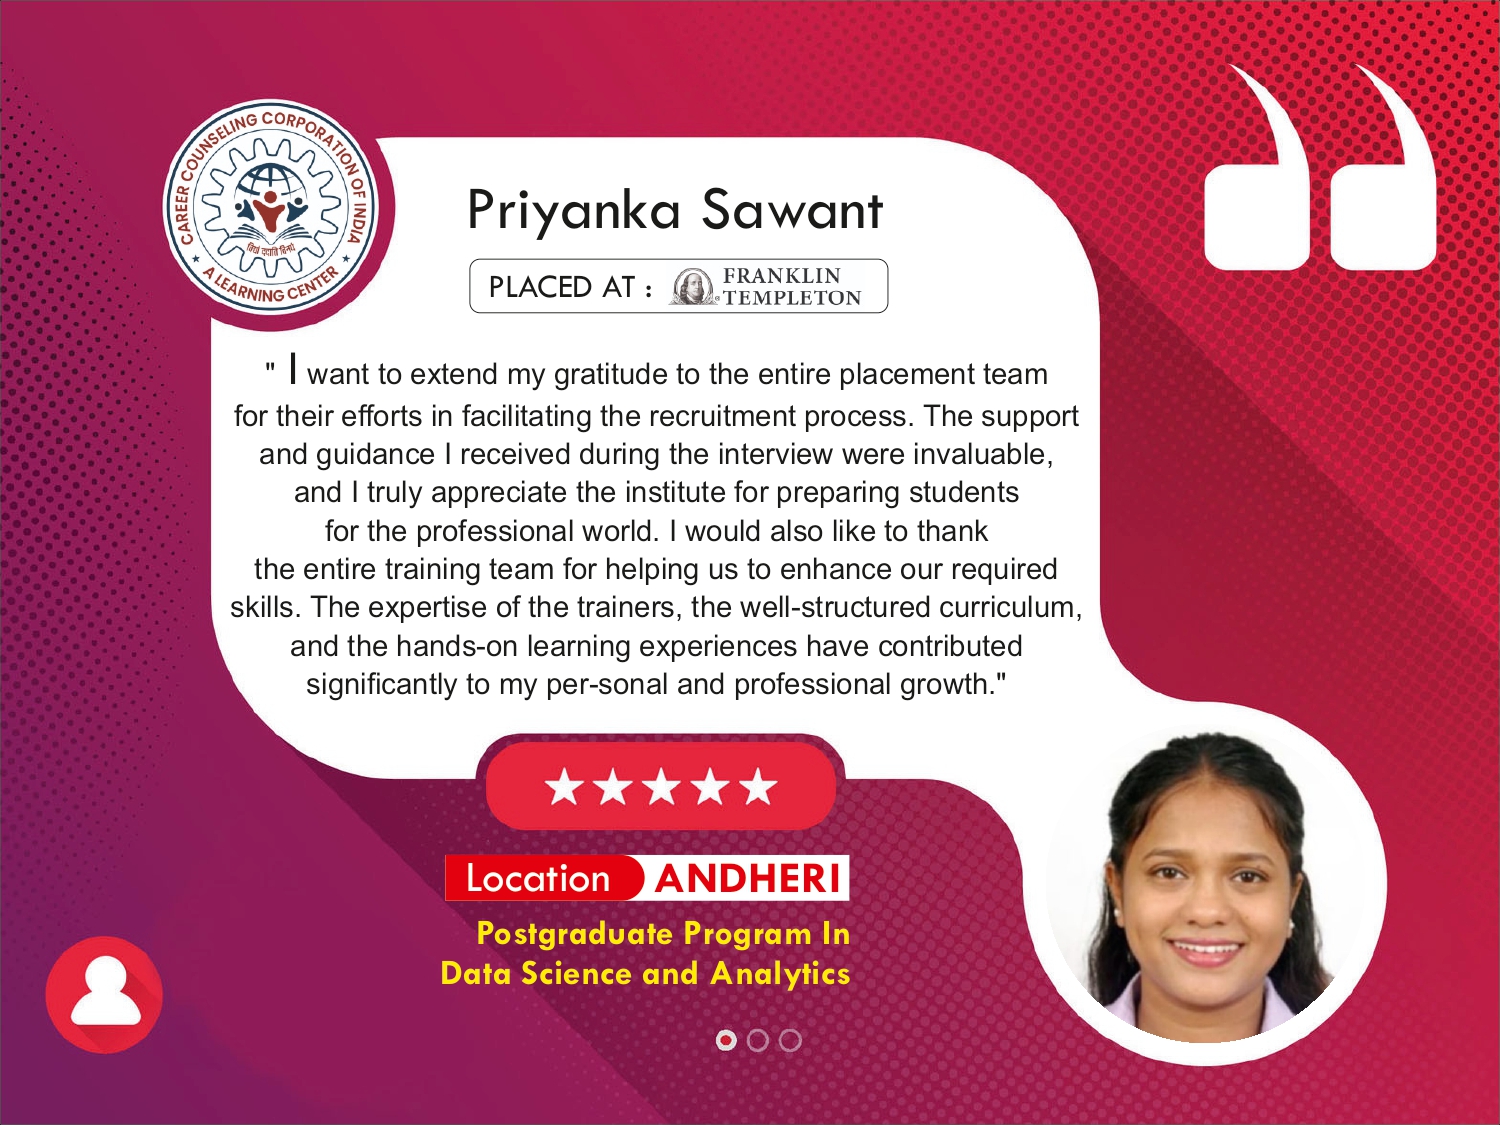 CAREER COUNSELING CORPORATION OF INDIA
A LEARNING CENTER
Priyanka Sawant
PLACED AT : FRANKLIN
TEMPLETON
" I want to extend my gratitude to the entire placement team
for their efforts in facilitating the recruitment process. The support
and guidance I received during the interview were invaluable,
and I truly appreciate the institute for preparing students
for the professional world. I would also like to thank
the entire training team for helping us to enhance our required
skills. The expertise of the trainers, the well-structured curriculum,
and the hands-on learning experiences have contributed
significantly to my per-sonal and professional growth."
Location ANDHERI
Postgraduate Program In
Data Science and Analytics